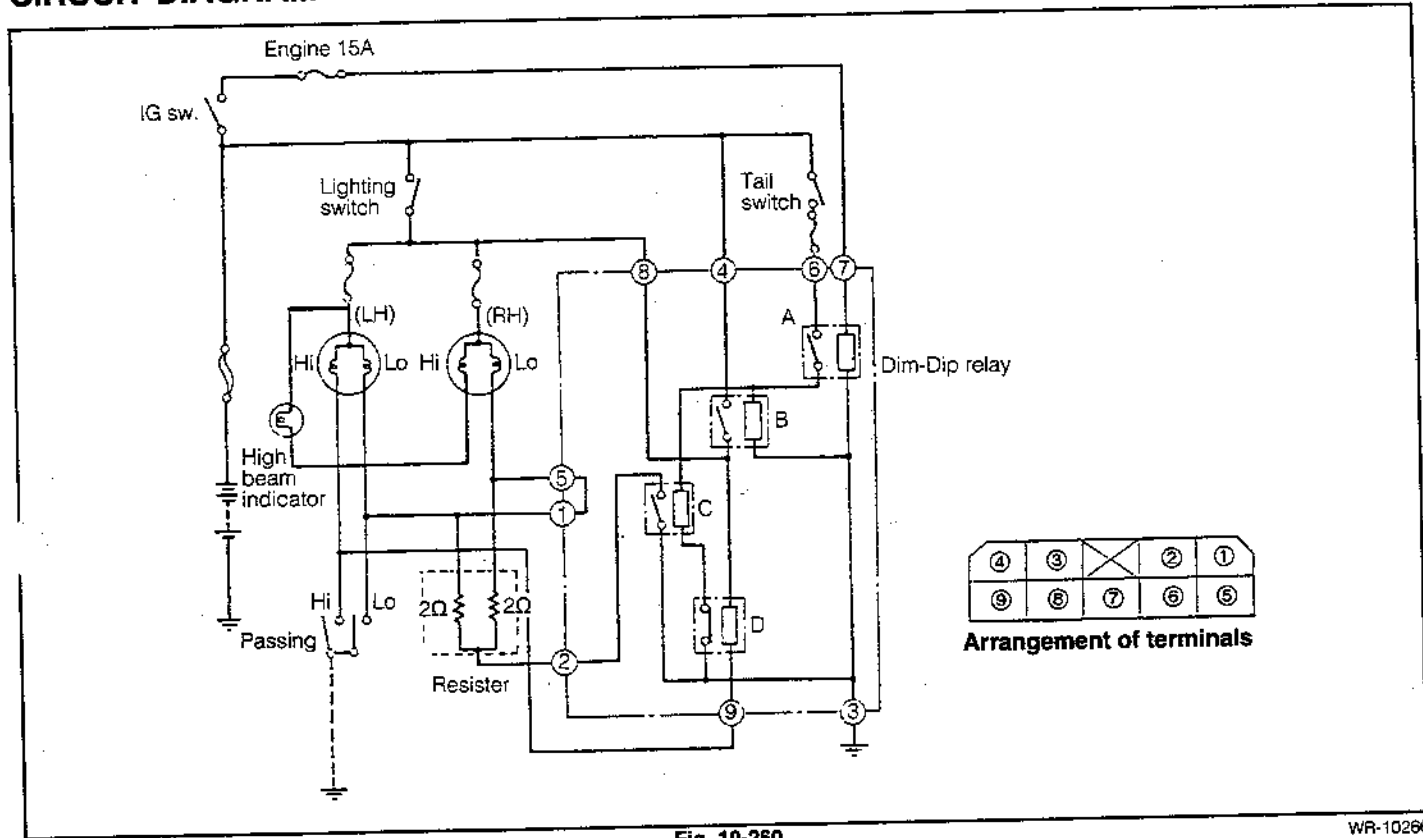 Engine 15A
IG sw.
Lighting
switch
Tail
switch
8
4
6
7
(LH)
(RH)
A
Hi
Lo
Hi
Lo
Dim-Dip relay
B
High
beam
indicator
5
1
C
Hi
Lo
2Ω
2Ω
D
Passing
2
Resister
9
3
4
3
2
1
9
8
7
6
5
Arrangement of terminals
WR-1026